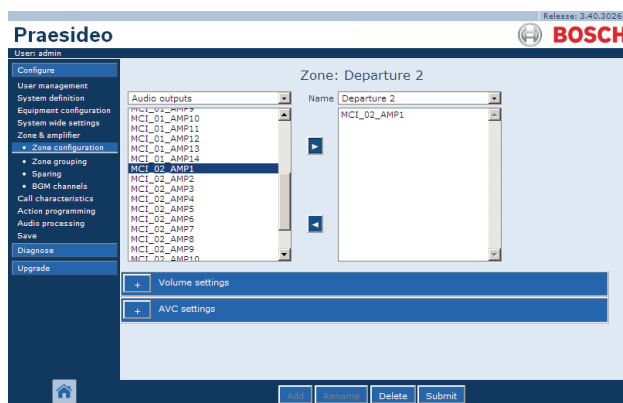 Release: 3.40.3026
Praesideo
BOSCH
User: admin
Configure
User management
System definition
Equipment configuration
System wide settings
Zone & amplifier
• Zone configuration
• Zone grouping
• Sparing
• BGM channels
Call characteristics
Action programming
Audio processing
Save
Diagnose
Upgrade
Zone: Departure 2
Audio outputs
MCI_01_AMP9
MCI_01_AMP10
MCI_01_AMP11
MCI_01_AMP12
MCI_01_AMP13
MCI_01_AMP14
MCI_02_AMP1
MCI_02_AMP2
MCI_02_AMP3
MCI_02_AMP4
MCI_02_AMP5
MCI_02_AMP6
MCI_02_AMP7
MCI_02_AMP8
MCI_02_AMP9
MCI_02_AMP10
Name Departure 2
MCI_02_AMP1
+ Volume settings
+ AVC settings
Add Rename Delete Submit